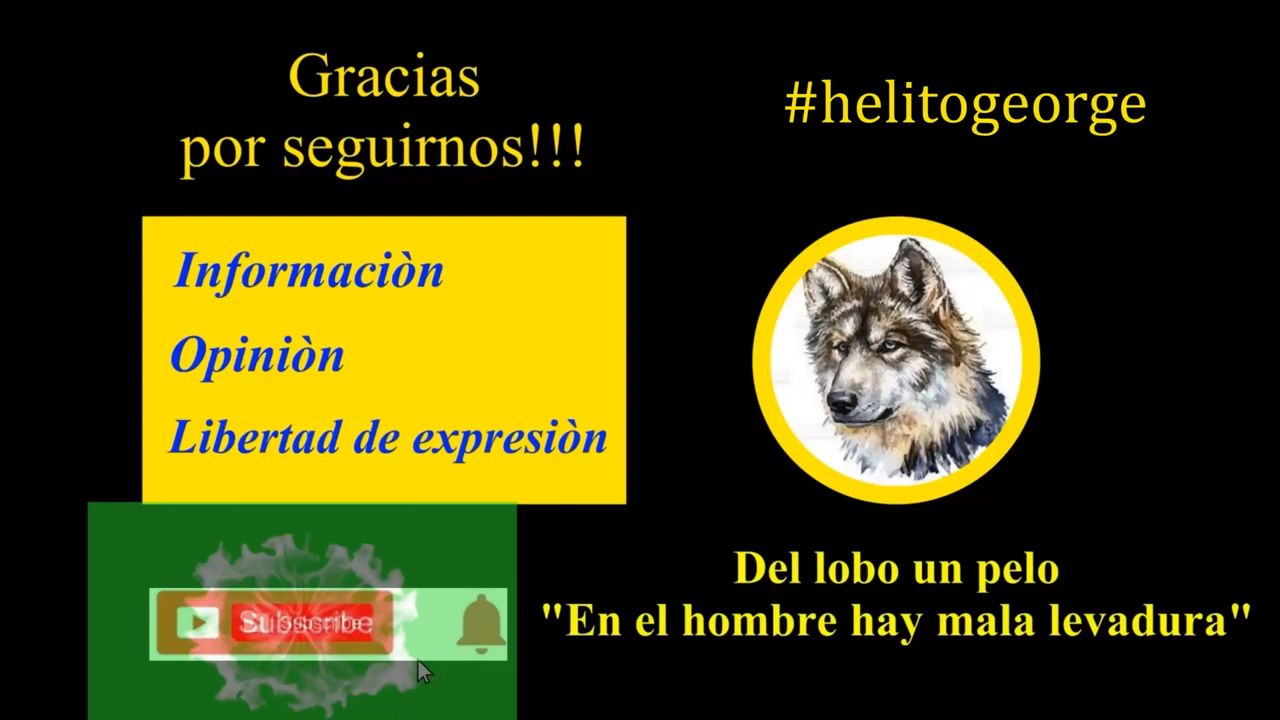 Gracias
por seguirnos!!!
#helitogeorge
Informaciòn
Opiniòn
Libertad de expresiòn
Subscribe
Del lobo un pelo
"En el hombre hay mala levadura"